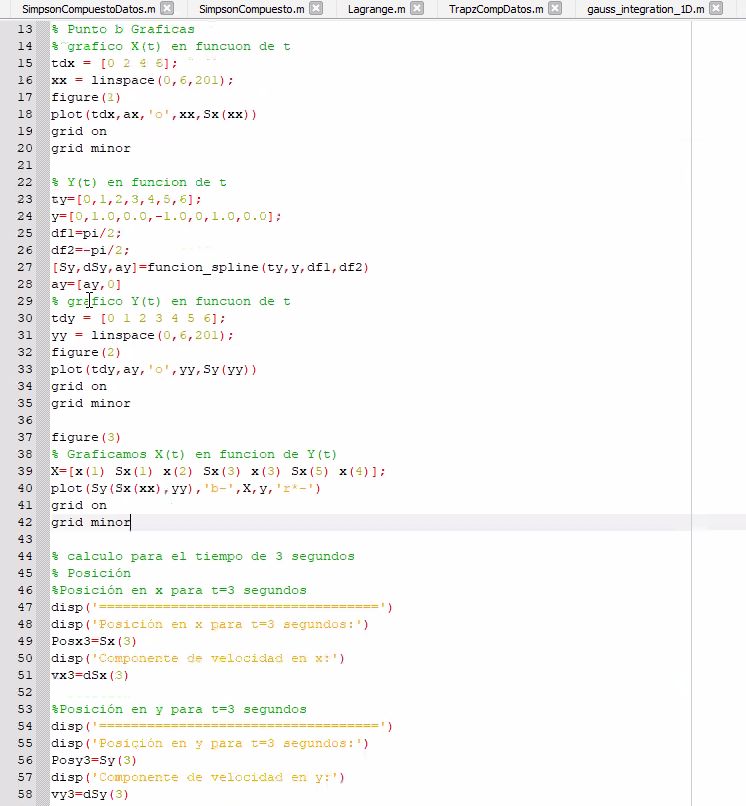 SimpsonCompuestoDatos.m SimpsonCompuesto.m Lagrange.m TrapzCompDatos.m gauss_integration_1D.m
13 % Punto b Graficas
14 % grafico X(t) en funcuon de t
15 tdx = [0 2 4 6];
16 xx = linspace(0,6,201);
17 figure(1)
18 plot(tdx,ax,'o',xx,Sx(xx))
19 grid on
20 grid minor
21
22 % Y(t) en funcion de t
23 ty=[0,1,2,3,4,5,6];
24 y=[0,1.0,0.0,-1.0,0,1.0,0.0];
25 df1=pi/2;
26 df2=-pi/2;
27 [Sy,dSy,ay]=funcion_spline(ty,y,df1,df2)
28 ay=[ay,0]
29 % grafico Y(t) en funcuon de t
30 tdy = [0 1 2 3 4 5 6];
31 yy = linspace(0,6,201);
32 figure(2)
33 plot(tdy,ay,'o',yy,Sy(yy))
34 grid on
35 grid minor
36
37 figure(3)
38 % Graficamos X(t) en funcion de Y(t)
39 X=[x(1) Sx(1) x(2) Sx(3) x(3) Sx(5) x(4)];
40 plot(Sy(Sx(xx),yy),'b-',X,y,'r*-')
41 grid on
42 grid minor
43
44 % calculo para el tiempo de 3 segundos
45 % Posición
46 %Posición en x para t=3 segundos
47 disp('===================================')
48 disp('Posición en x para t=3 segundos:')
49 Posx3=Sx(3)
50 disp('Componente de velocidad en x:')
51 vx3=dSx(3)
52
53 %Posición en y para t=3 segundos
54 disp('===================================')
55 disp('Posición en y para t=3 segundos:')
56 Posy3=Sy(3)
57 disp('Componente de velocidad en y:')
58 vy3=dSy(3)